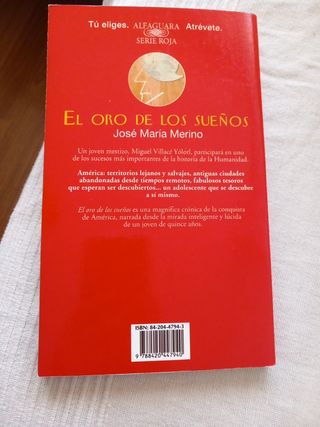 Tú eliges. ALFAGUARA Atrévete.
SERIE ROJA
EL ORO DE LOS SUEÑOS
José María Merino
Un joven mestizo, Miguel Villacé Yólotl, participará en uno
de los sucesos más importantes de la historia de la Humanidad.
América: territorios lejanos y salvajes, antiguas ciudades
abandonadas desde tiempos remotos, fabulosos tesoros
que esperan ser descubiertos... un adolescente que se descubre
a sí mismo.
El oro de los sueños es una magnífica crónica de la conquista
de América, narrada desde la mirada inteligente y lúcida
de un joven de quince años.
ISBN: 84-204-4794-3
9 788420 447940